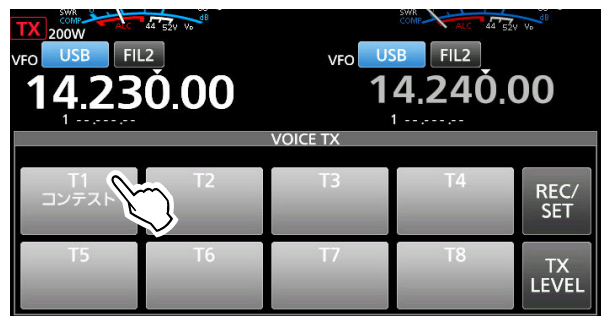 SWR dB SWR dB
COMP ALC 44 52V VD COMP ALC 44 52V VD
TX 200W
VFO USB FIL2 VFO USB FIL2
14.230.00 14.240.00
1 --.---.-- 1 --.---.--
VOICE TX
T1 T2 T3 T4 REC/
コンテスト SET
T5 T6 T7 T8 TX
LEVEL